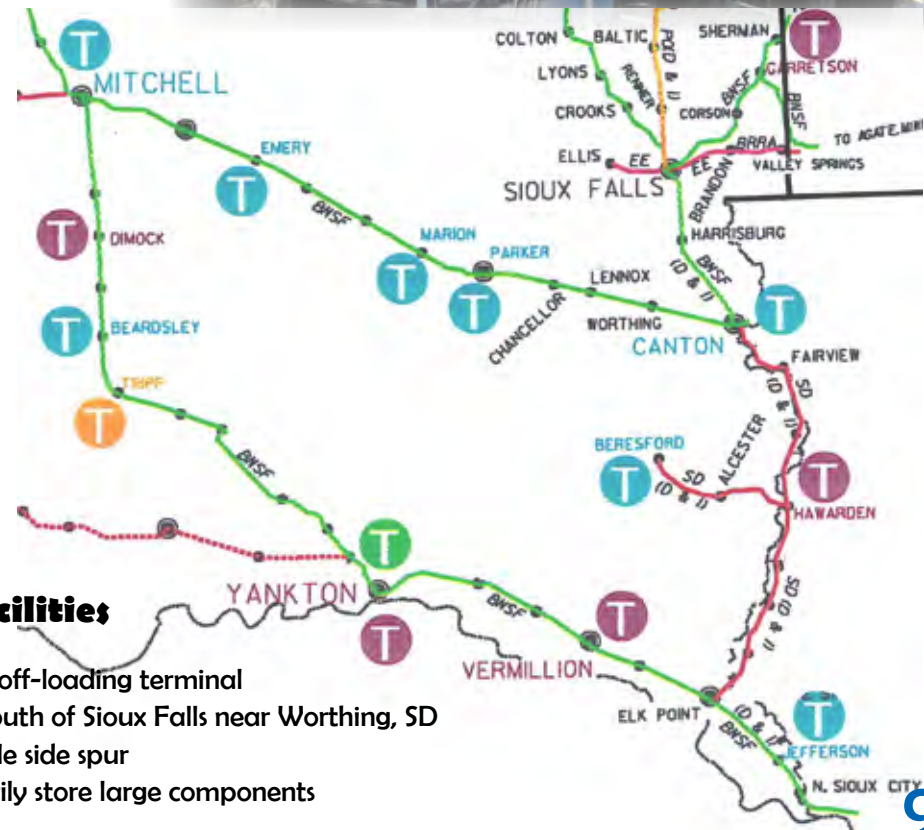 COLTON
BALTIC
SHERMAN
T
T
MITCHELL
LYONS
RENNER
(D & I)
BNSF
GARRETSON
CROOKS
CORSON
BNSF
EMERY
T
ELLIS
EE
EE
BRRA
TO AGATE, MINN
SIOUX FALLS
BRANDON
VALLEY SPRINGS
BNSF
T
DIMOCK
MARION
PARKER
HARRISBURG
BNSF
(D & I)
T
T
LENNOX
T
BEARDSLEY
CHANCELLOR
WORTHING
T
CANTON
FAIRVIEW
TRIPP
T
SD
(D & I)
BERESFORD
T
SD
(D & I)
ALCESTER
T
HAWARDEN
BNSF
T
YANKTON
T
BNSF
T
SD
(D & I)
VERMILLION
cilities
off-loading terminal
outh of Sioux Falls near Worthing, SD
le side spur
ily store large components
ELK POINT
(D & I)
BNSF
T
JEFFERSON
N. SIOUX CITY